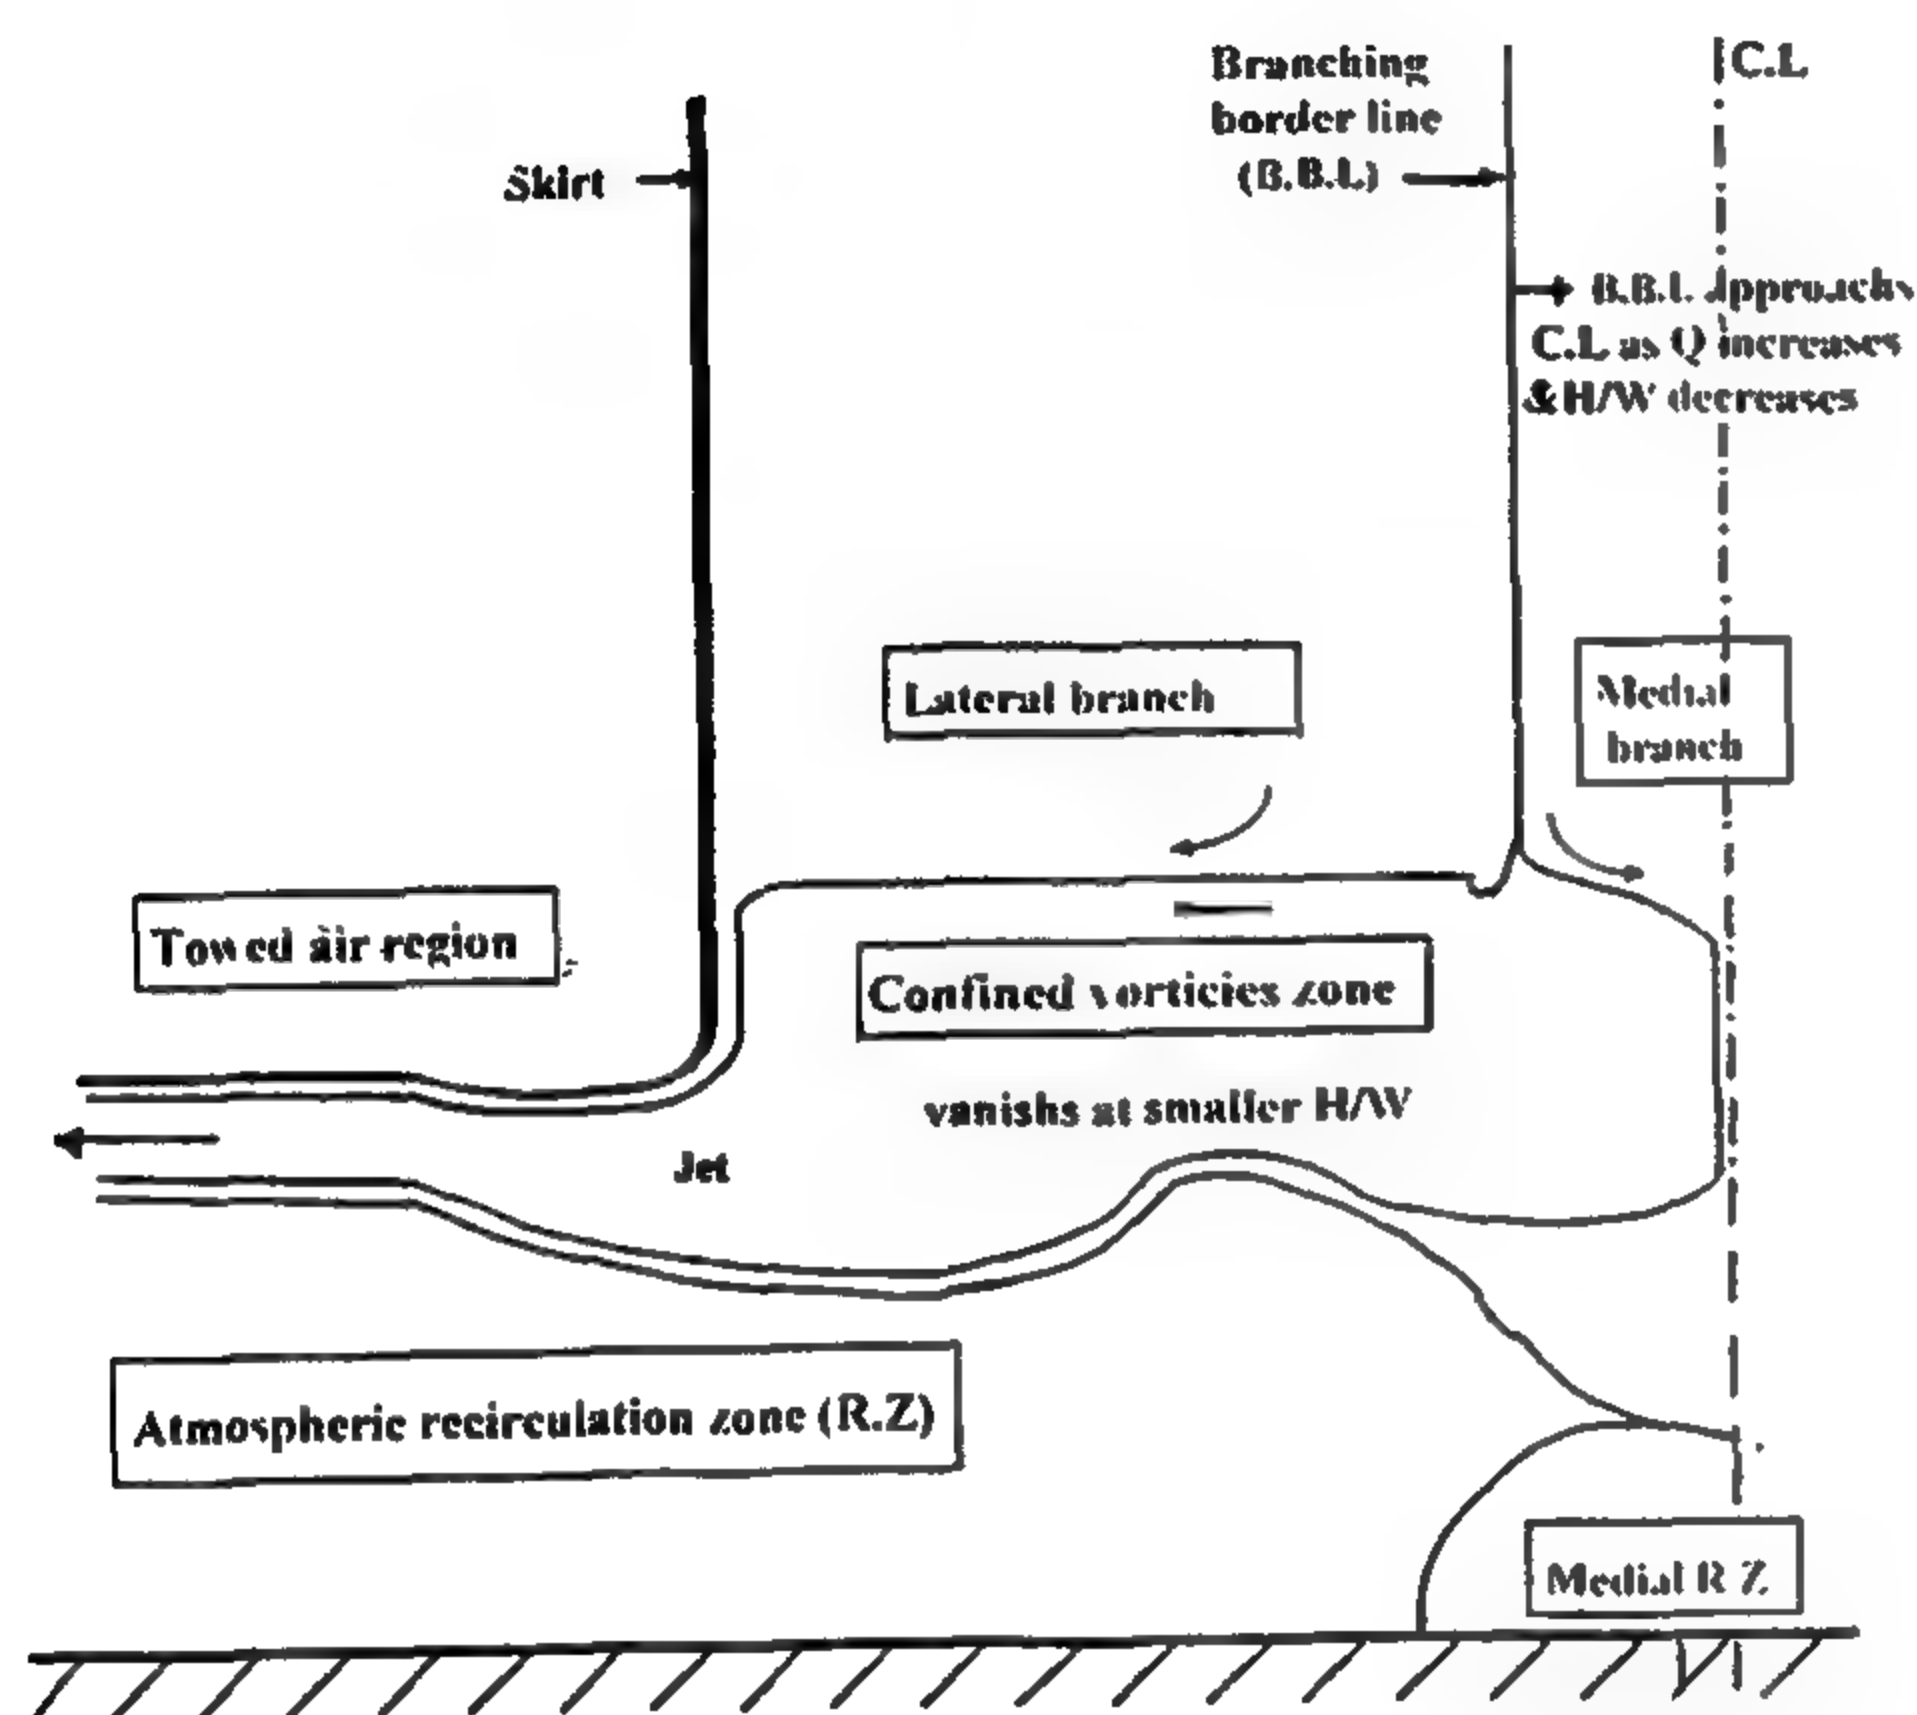 Branching
border line
(B.B.L)
C.L
Skirt
B.B.L approachs
C.L as Q increases
&H/W decreases
Lateral branch
Medial
branch
Towed air region
Confined vorticies zone
vanishs at smaller H/W
Jet
Atmospheric recirculation zone (R.Z)
Medial R Z